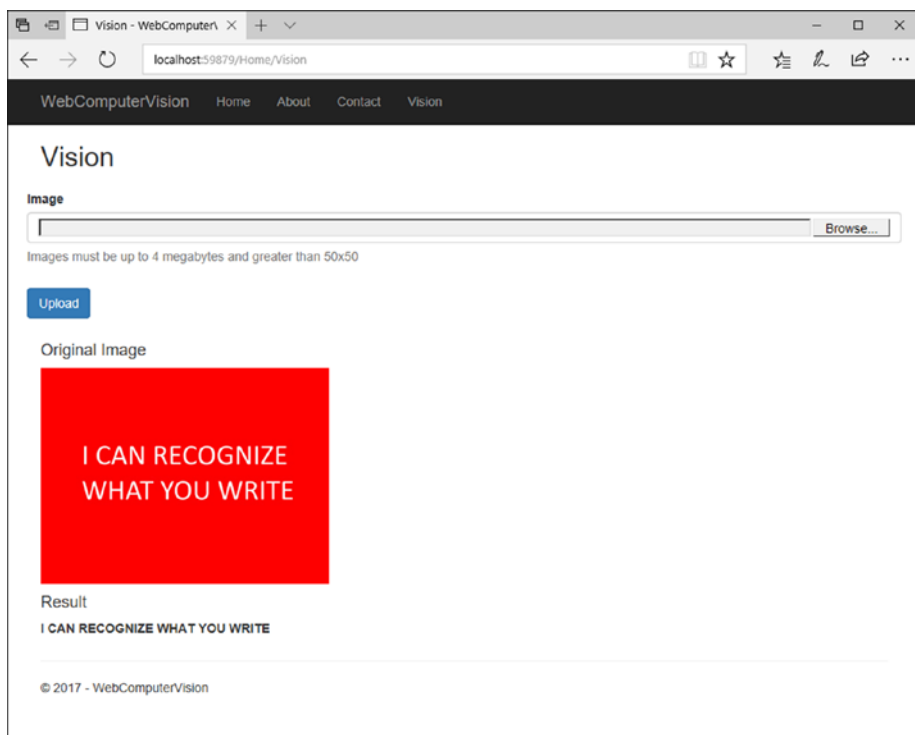 Vision - WebComputerV
localhost:59879/Home/Vision
WebComputerVision Home About Contact Vision
Vision
Image
Browse...
Images must be up to 4 megabytes and greater than 50x50
Upload
Original Image
I CAN RECOGNIZE
WHAT YOU WRITE
Result
I CAN RECOGNIZE WHAT YOU WRITE
© 2017 - WebComputerVision